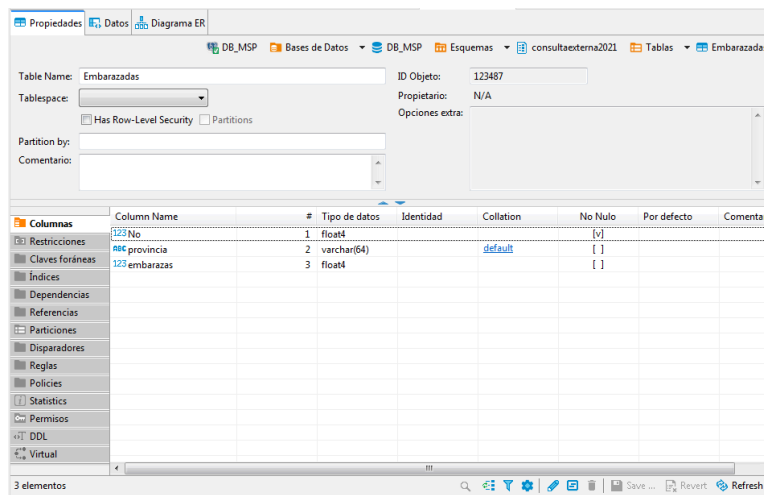 Propiedades Datos Diagrama ER
DB_MSP Bases de Datos DB_MSP Esquemas consultaexterna2021 Tablas Embarazada
Table Name: Embarazadas ID Objeto: 123487
Tablespace: Propietario: N/A
Has Row-Level Security Partitions Opciones extra:
Partition by:
Comentario:
Column Name # Tipo de datos Identidad Collation No Nulo Por defecto Comenta
123 No 1 float4 [v]
ABC provincia 2 varchar(64) default [ ]
123 embarazas 3 float4 [ ]
Columnas
Restricciones
Claves foráneas
Índices
Dependencias
Referencias
Particiones
Disparadores
Reglas
Policies
Statistics
Permisos
DDL
Virtual
3 elementos Save ... Revert Refresh